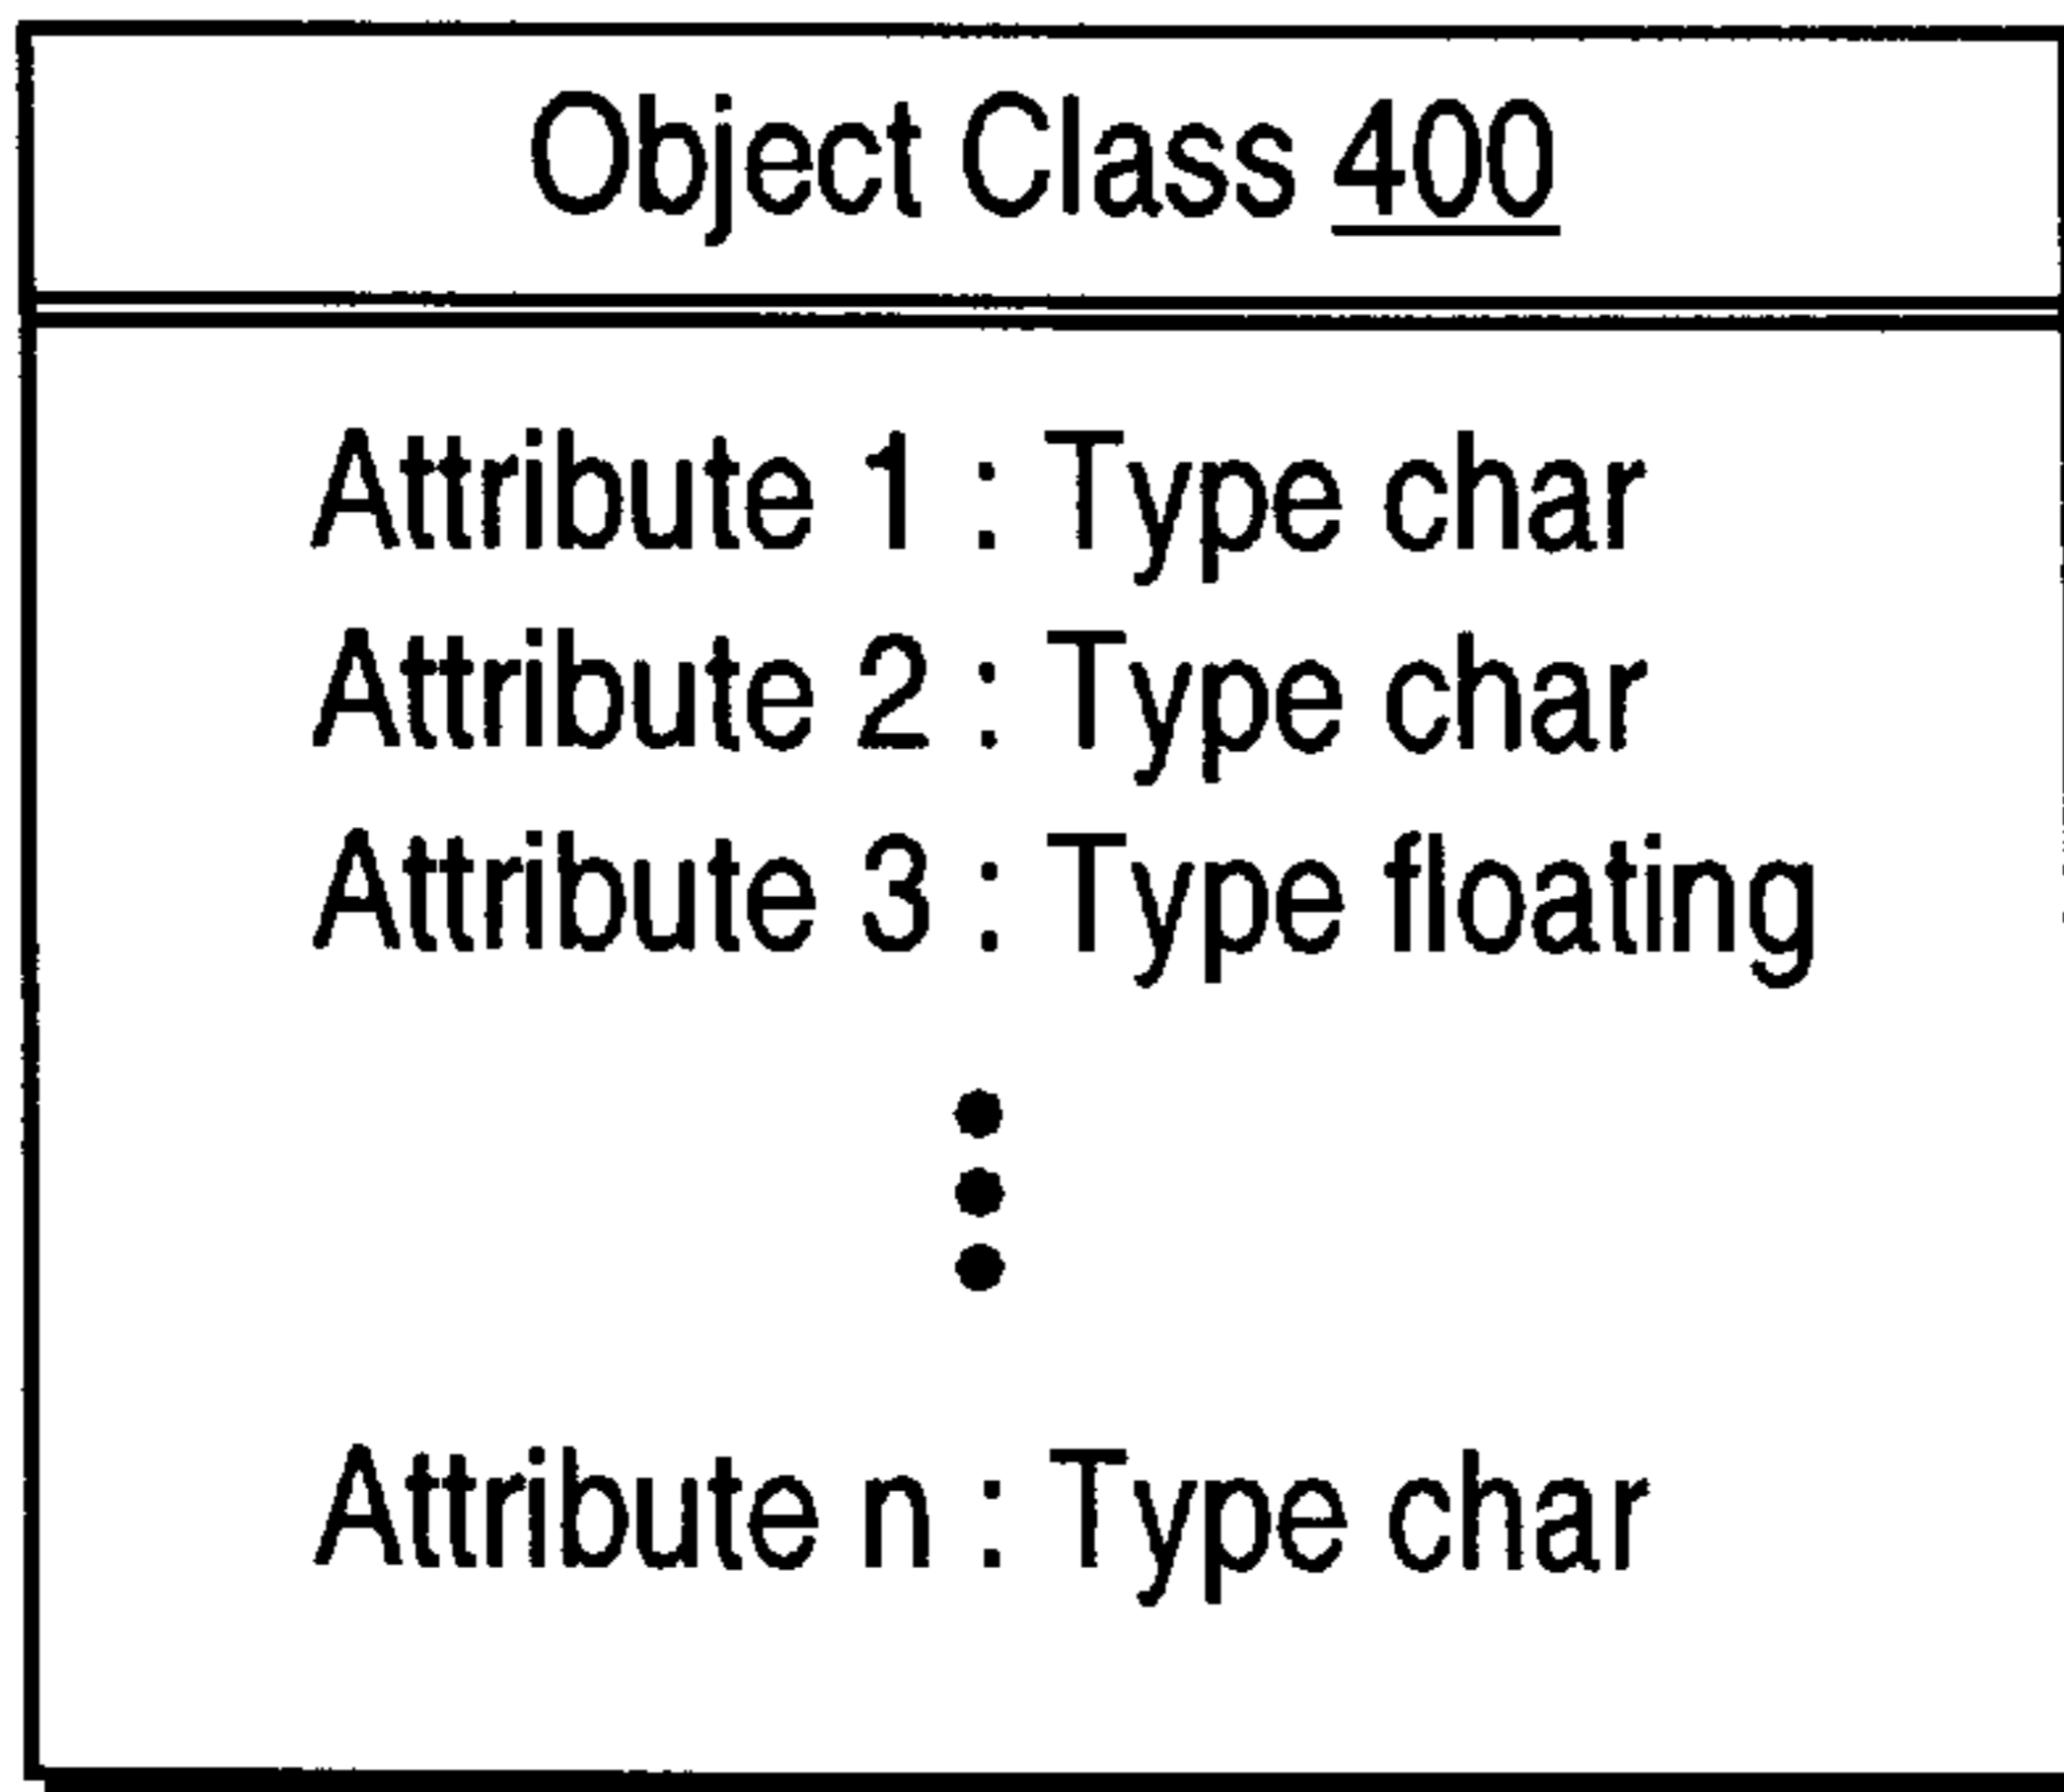 Object Class 400
Attribute 1 : Type char
Attribute 2 : Type char
Attribute 3 : Type floating
Attribute n : Type char